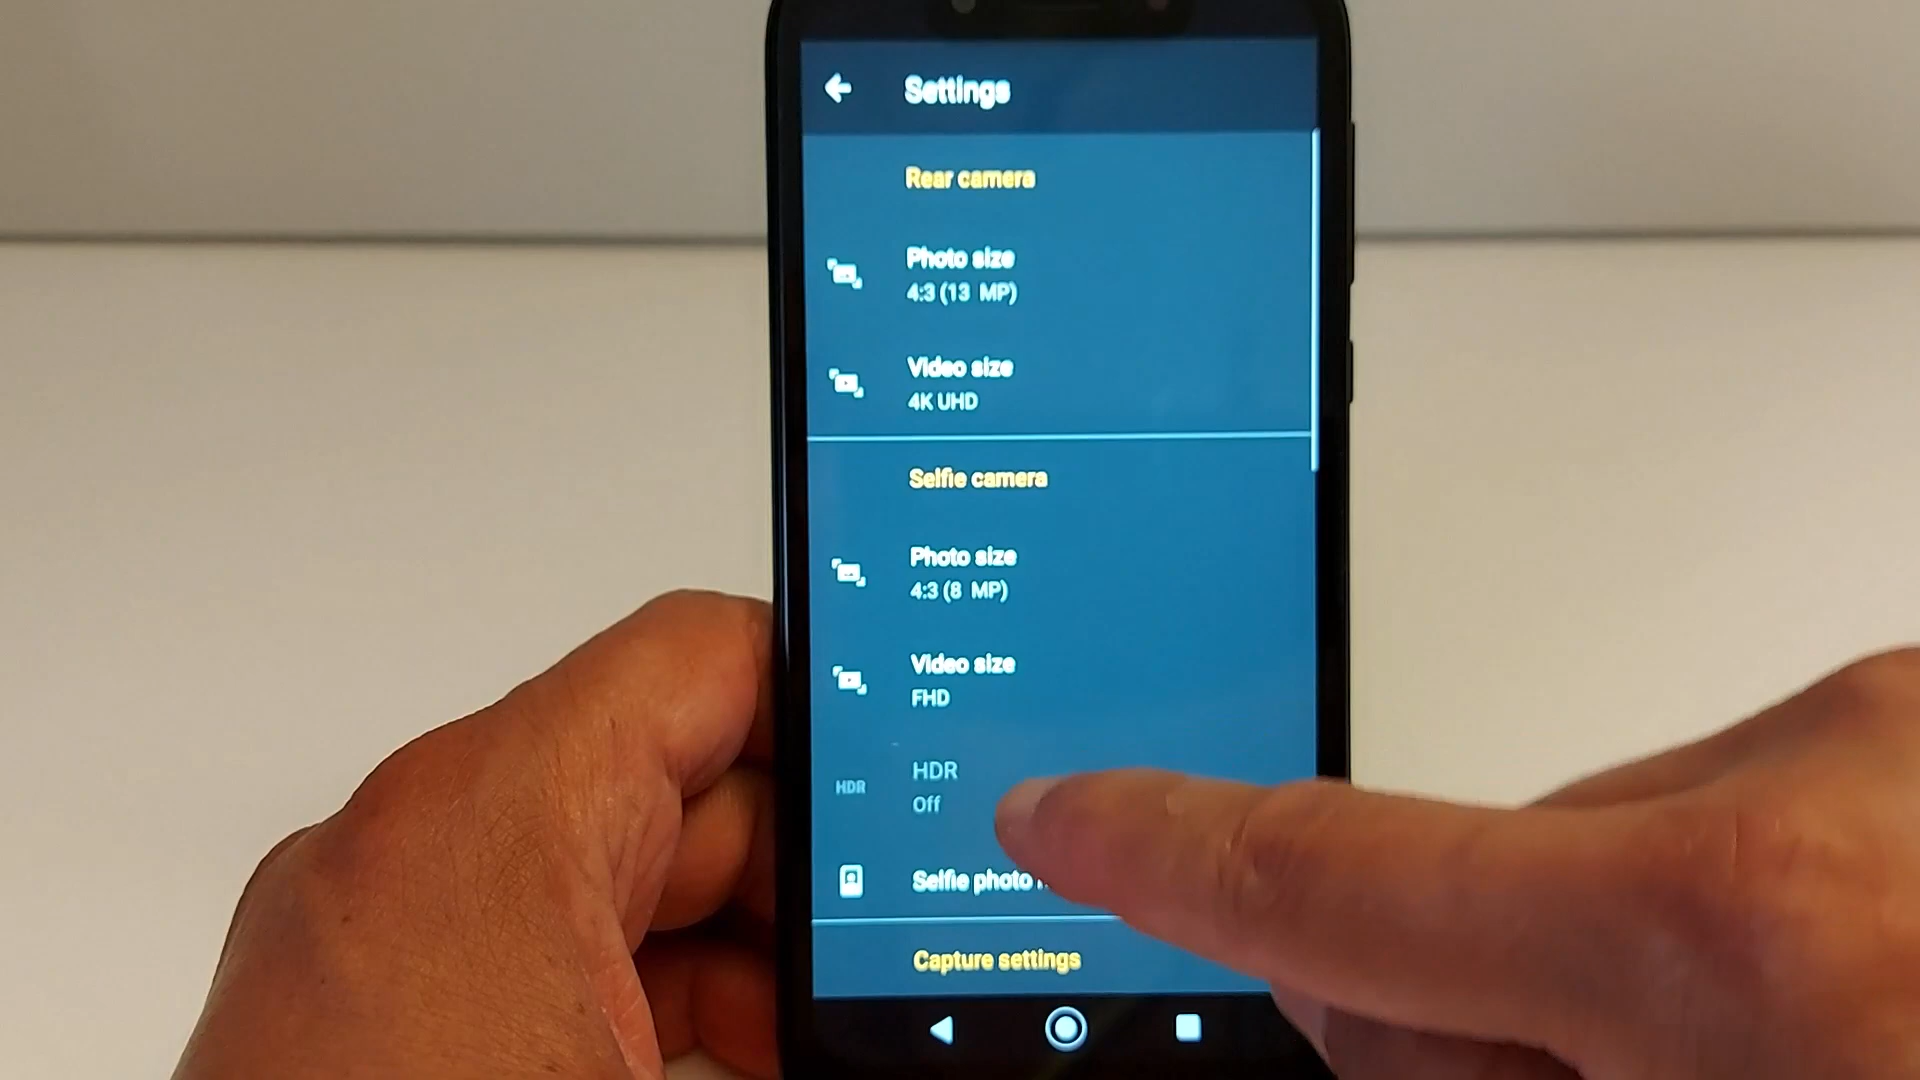 Settings
Rear camera
Photo size
4:3 (13 MP)
Video size
4K UHD
Selfie camera
Photo size
4:3 (8 MP)
Video size
FHD
HDR
HDR
Off
Selfie photo
Capture settings